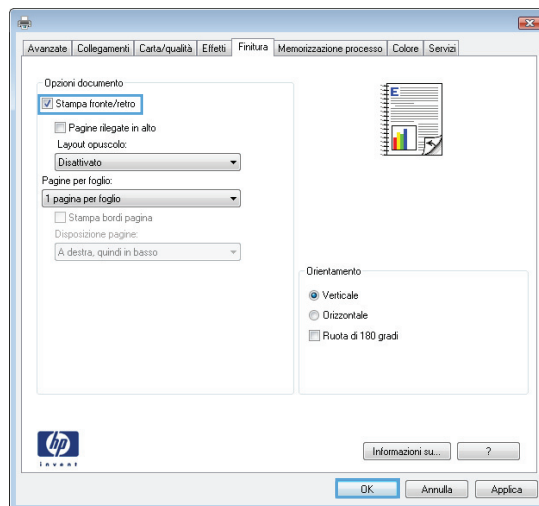 Avanzate Collegamenti Carta/qualità Effetti Finitura Memorizzazione processo Colore Servizi
Opzioni documento
Stampa fronte/retro
Pagine rilegate in alto
Layout opuscolo:
Disattivato
Pagine per foglio:
1 pagina per foglio
Stampa bordi pagina
Disposizione pagine:
A destra, quindi in basso
E
Orientamento
Verticale
Orizzontale
Ruota di 180 gradi
hp
invent
Informazioni su... ?
OK Annulla Applica